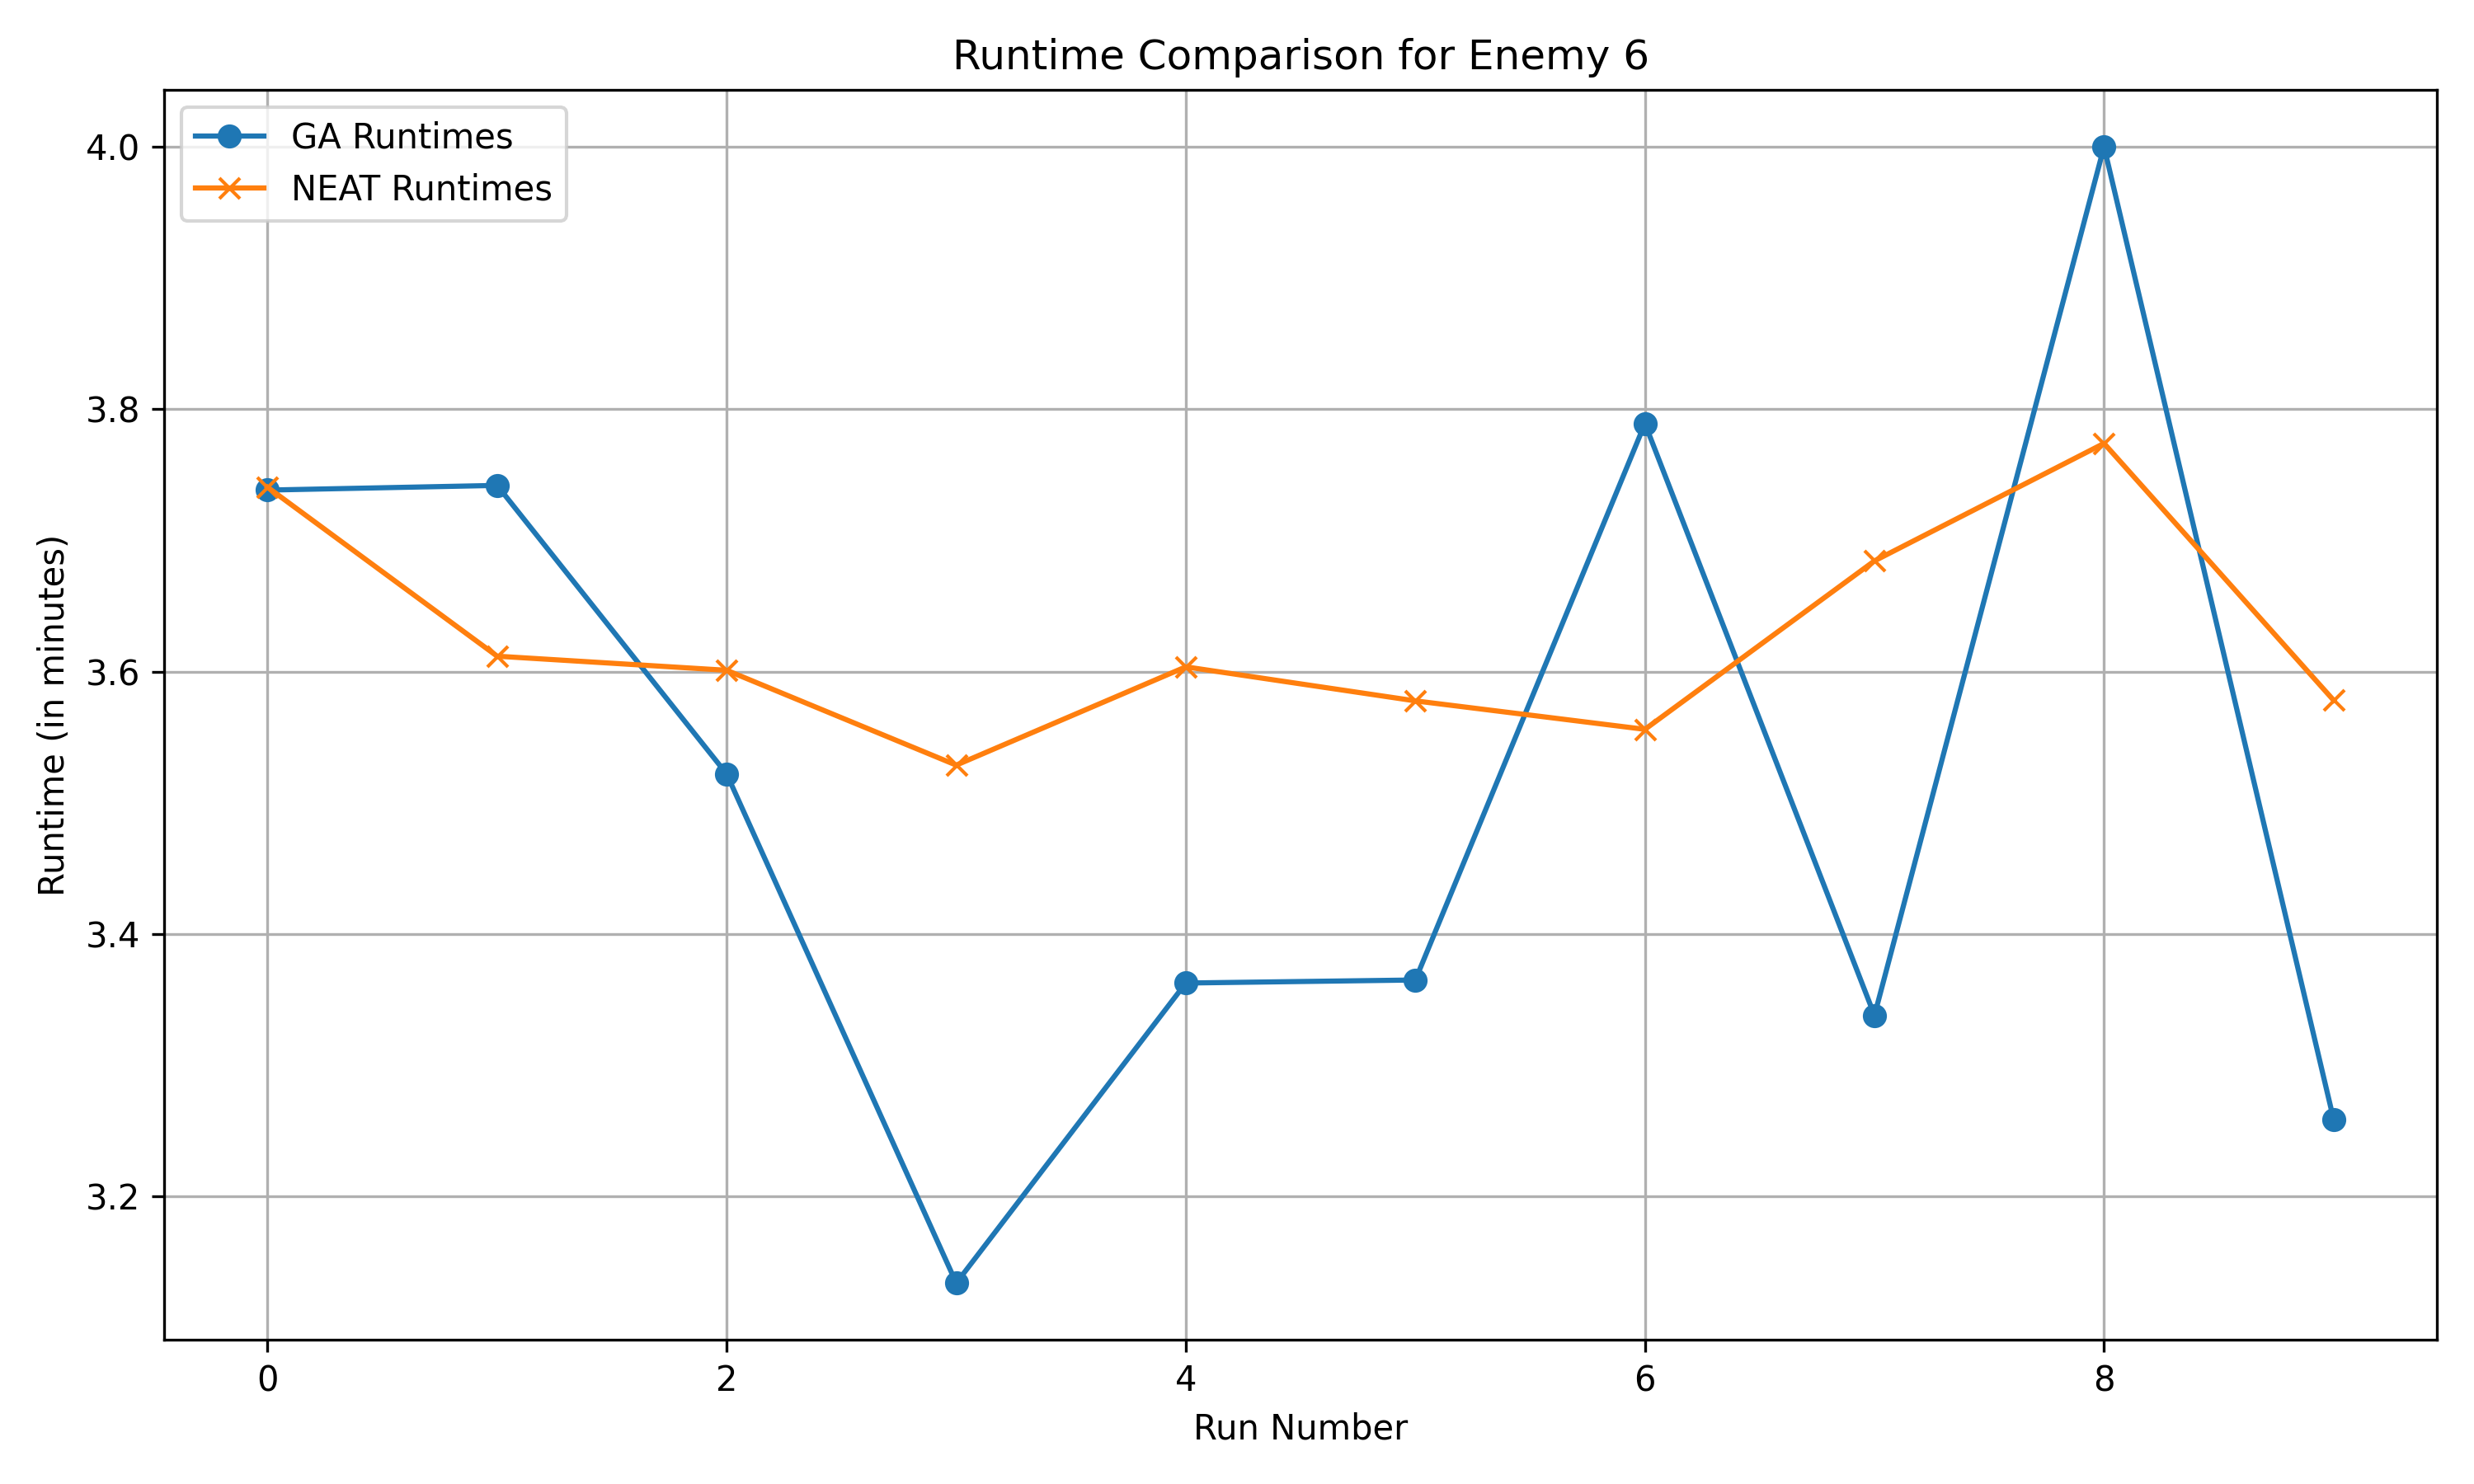 Runtime Comparison for Enemy 6
GA Runtimes
NEAT Runtimes
Runtime (in minutes)
4.0
3.8
3.6
3.4
3.2
0 2 4 6 8
Run Number